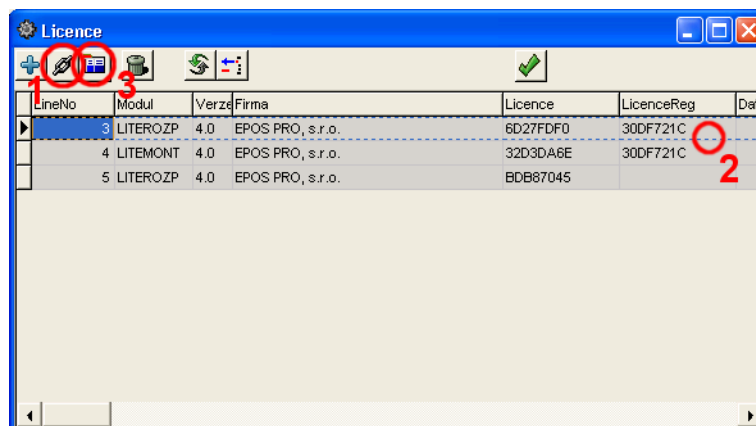 Licence
1
3
LineNo Modul Verze Firma Licence LicenceReg Dat
3 LITEROZP 4.0 EPOS PRO, s.r.o. 6D27FDF0 30DF721C
4 LITEMONT 4.0 EPOS PRO, s.r.o. 32D3DA6E 30DF721C
2
5 LITEROZP 4.0 EPOS PRO, s.r.o. BDB87045